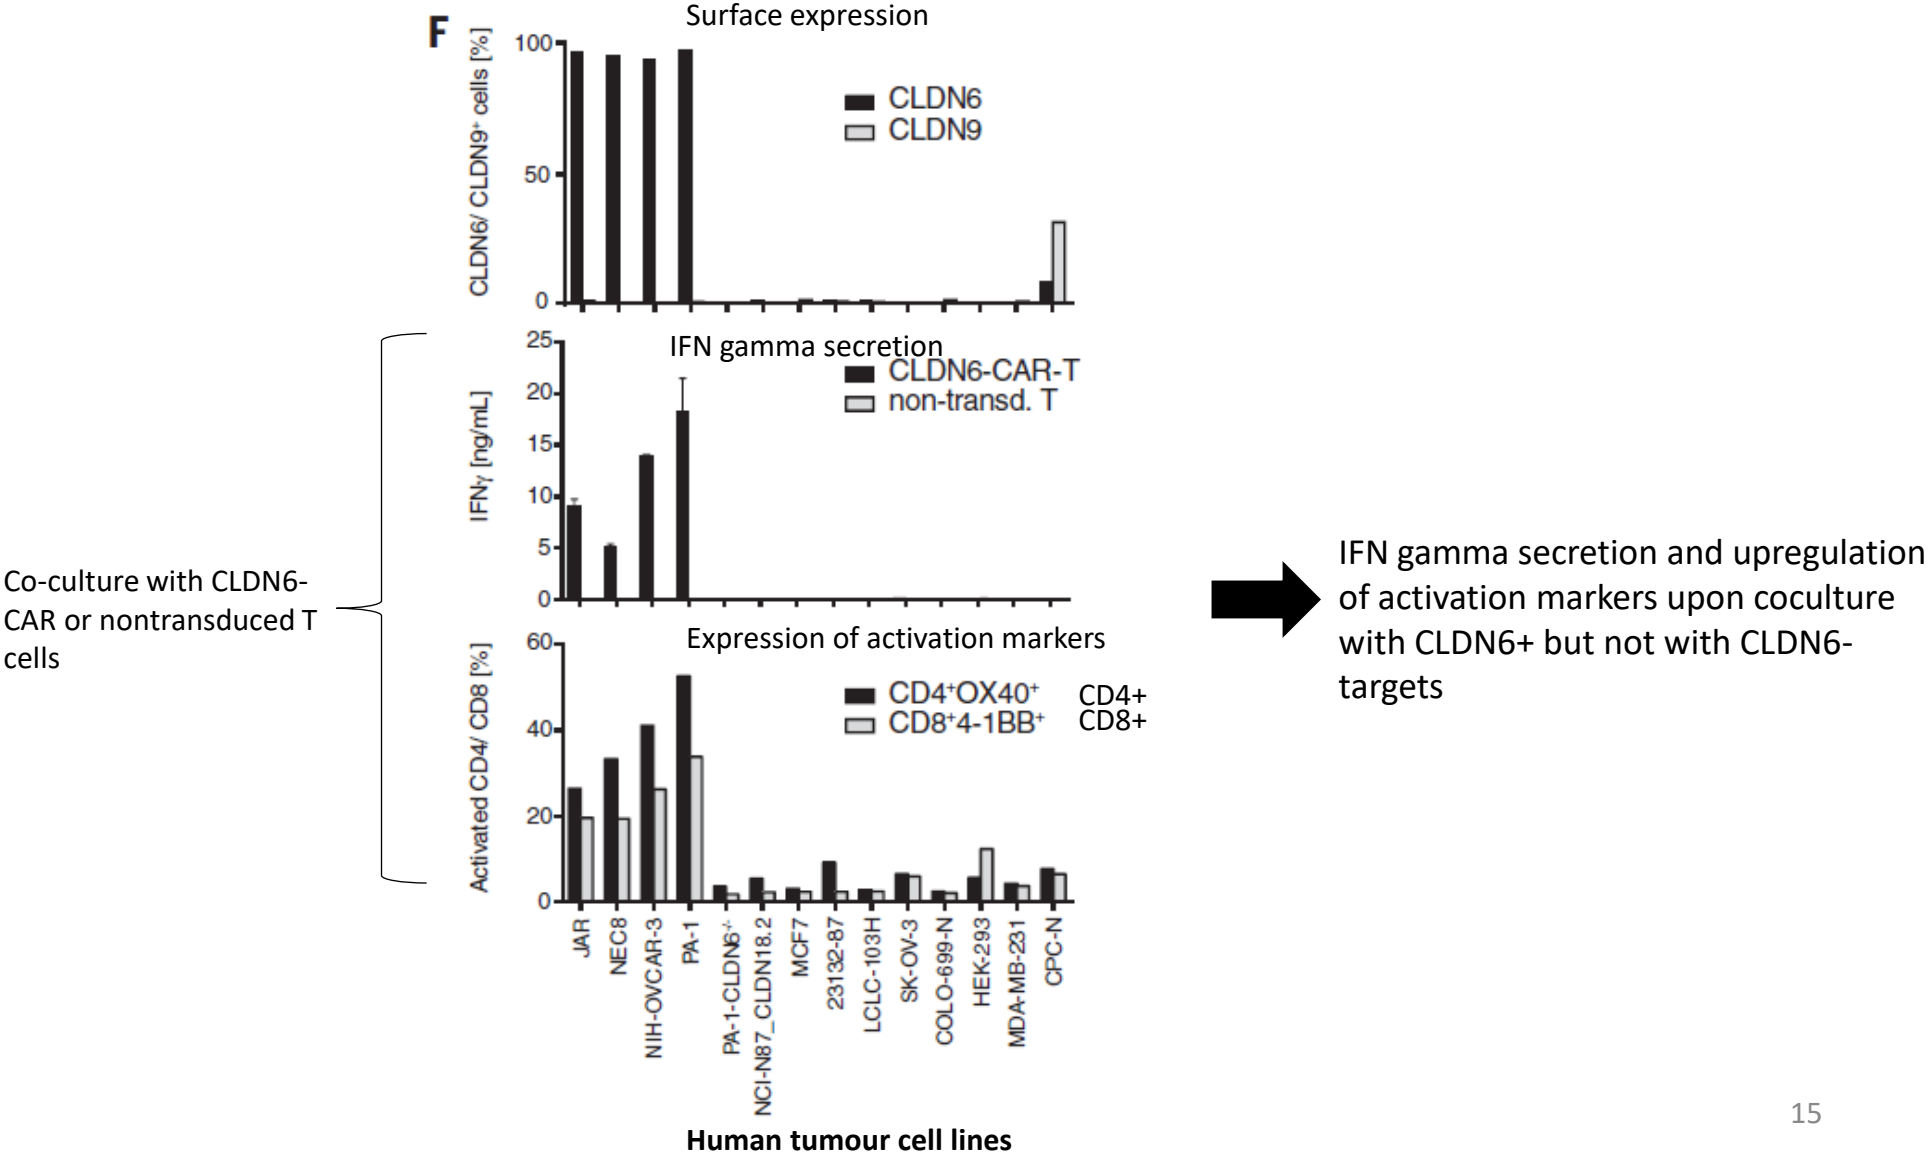 F
Surface expression
CLDN6/ CLDN9⁺ cells [%]
100
50
0
CLDN6
CLDN9
IFN gamma secretion
IFNγ [ng/mL]
25
20
15
10
5
0
CLDN6-CAR-T
non-transd. T
Co-culture with CLDN6-
CAR or nontransduced T
cells
Expression of activation markers
Activated CD4/ CD8 [%]
60
40
20
0
CD4⁺OX40⁺ CD4+
CD8⁺4-1BB⁺ CD8+
JAR
NEC8
NIH-OVCAR-3
PA-1
PA-1-CLDN6⁻/⁻
NCI-N87_CLDN18.2
MCF7
23132-87
LCLC-103H
SK-OV-3
COLO-699-N
HEK-293
MDA-MB-231
CPC-N
Human tumour cell lines
IFN gamma secretion and upregulation
of activation markers upon coculture
with CLDN6+ but not with CLDN6-
targets
15